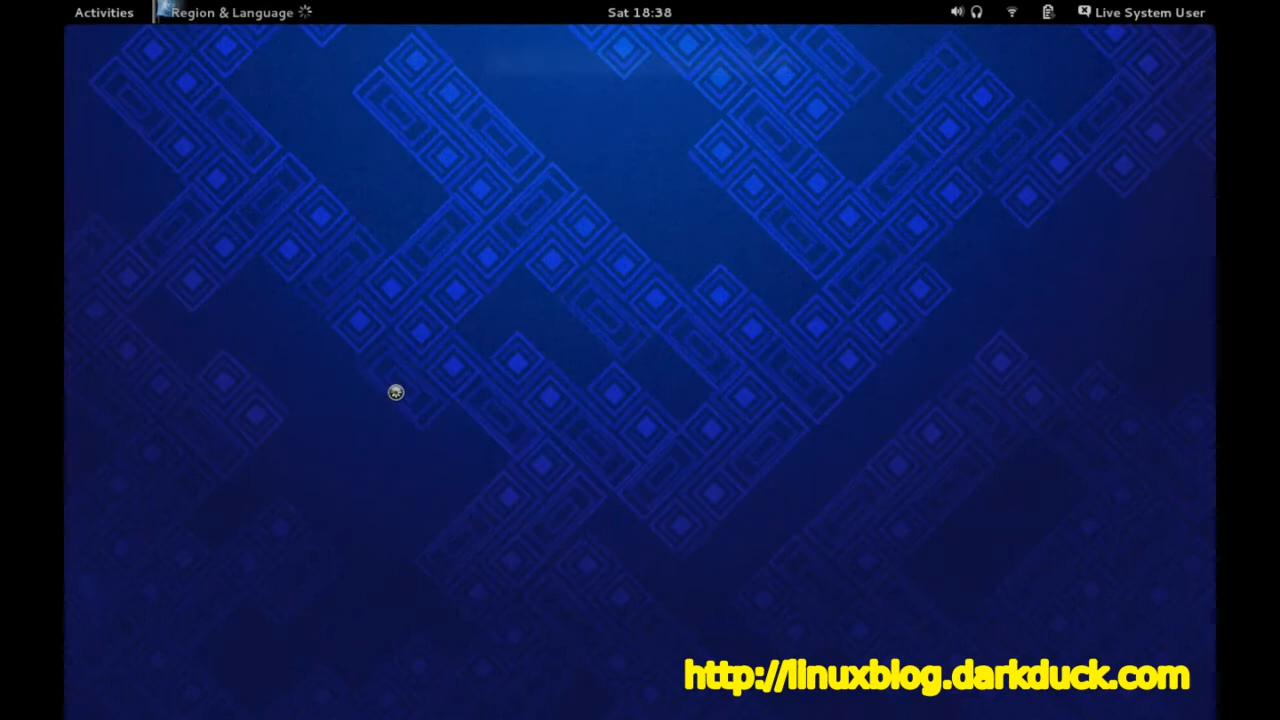 Activities Region & Language Sat 18:38 Live System User
http://linuxblog.darkduck.com